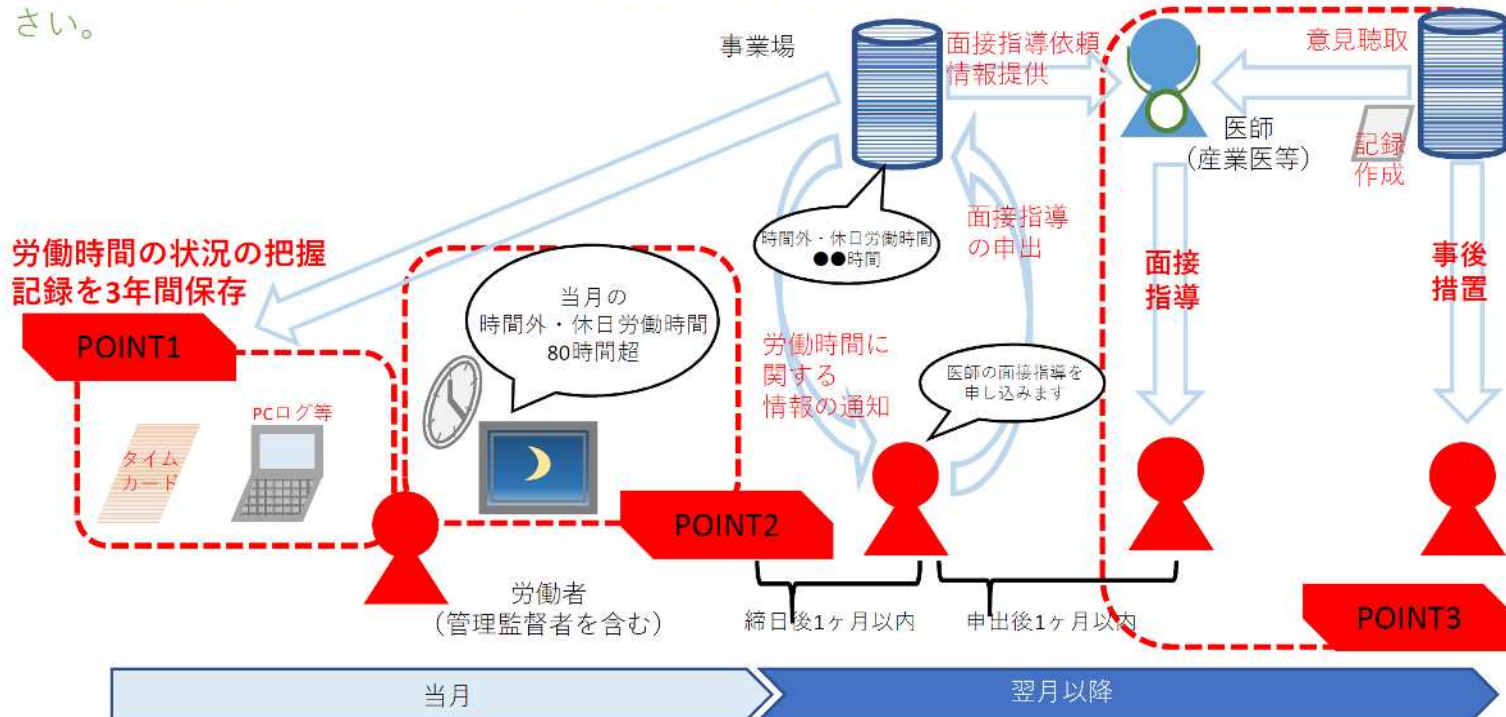 さい。
事業場
面接指導依頼
情報提供
意見聴取
医師
（産業医等）
記録
作成
時間外・休日労働時間
●●時間
面接指導
の申出
労働時間の状況の把握
記録を3年間保存
POINT1
PCログ等
タイム
カード
当月の
時間外・休日労働時間
80時間超
POINT2
労働者
（管理監督者を含む）
労働時間に
関する
情報の通知
医師の面接指導を
申し込みます
面接
指導
事後
措置
締日後1ヶ月以内
申出後1ヶ月以内
POINT3
当月
翌月以降